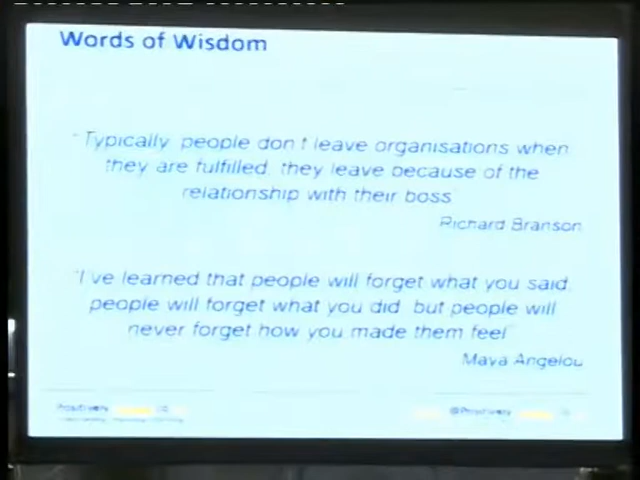 Words of Wisdom
"Typically, people don't leave organisations when
they are fulfilled, they leave because of the
relationship with their boss"
Richard Branson
"I've learned that people will forget what you said,
people will forget what you did, but people will
never forget how you made them feel"
Maya Angelou
Positively
@Positively